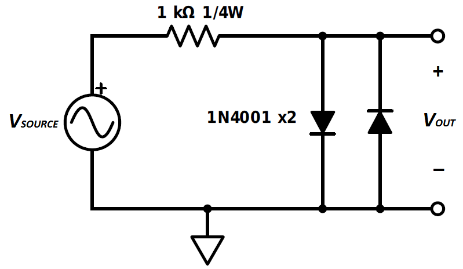 1 kΩ 1/4W
+
+
1N4001 x2
VSOURCE
VOUT
−